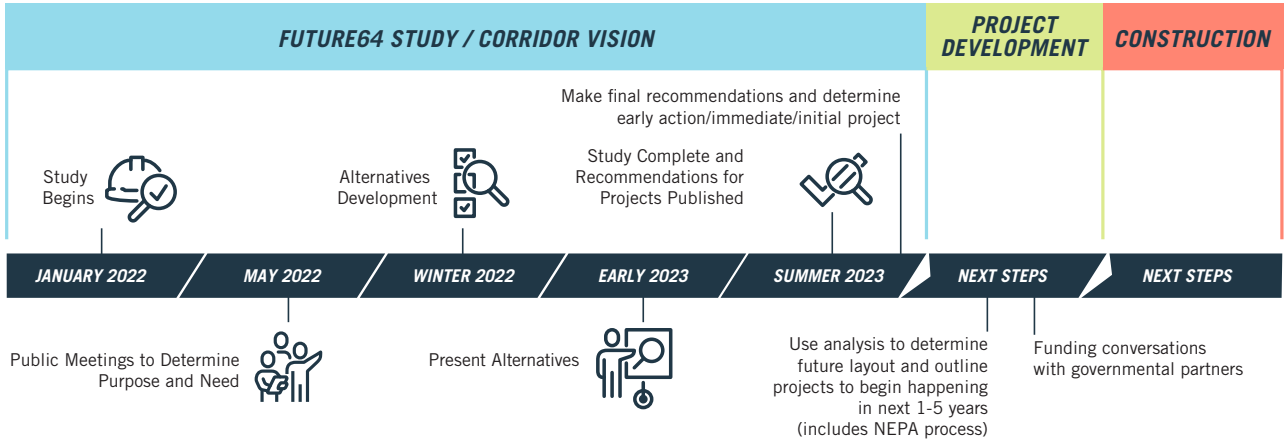 FUTURE64 STUDY / CORRIDOR VISION
PROJECT
DEVELOPMENT
CONSTRUCTION
Make final recommendations and determine
early action/immediate/initial project
Study
Begins
Alternatives
Development
Study Complete and
Recommendations for
Projects Published
JANUARY 2022
MAY 2022
WINTER 2022
EARLY 2023
SUMMER 2023
NEXT STEPS
NEXT STEPS
Public Meetings to Determine
Purpose and Need
Present Alternatives
Use analysis to determine
future layout and outline
projects to begin happening
in next 1-5 years
(includes NEPA process)
Funding conversations
with governmental partners